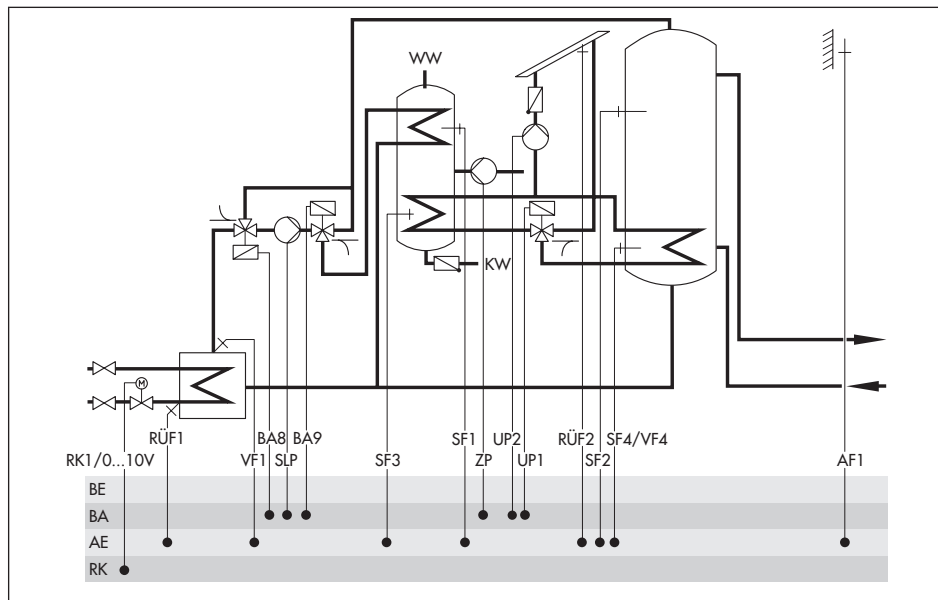 WW
KW
M
RÜF1
BA8 BA9
SF1
UP2
RÜF2
SF4/VF4
RK1/0...10V
VF1 SLP
SF3
ZP
UP1
SF2
AF1
BE
BA
AE
RK